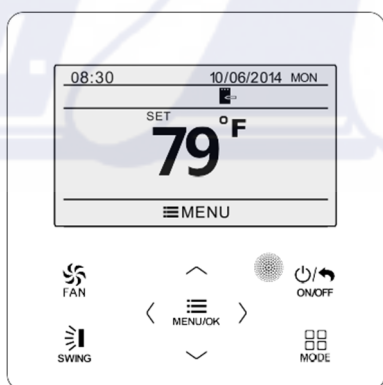 08:30 10/06/2014 MON
SET
79°F
MENU
FAN
MENU/OK
ON/OFF
SWING
MODE